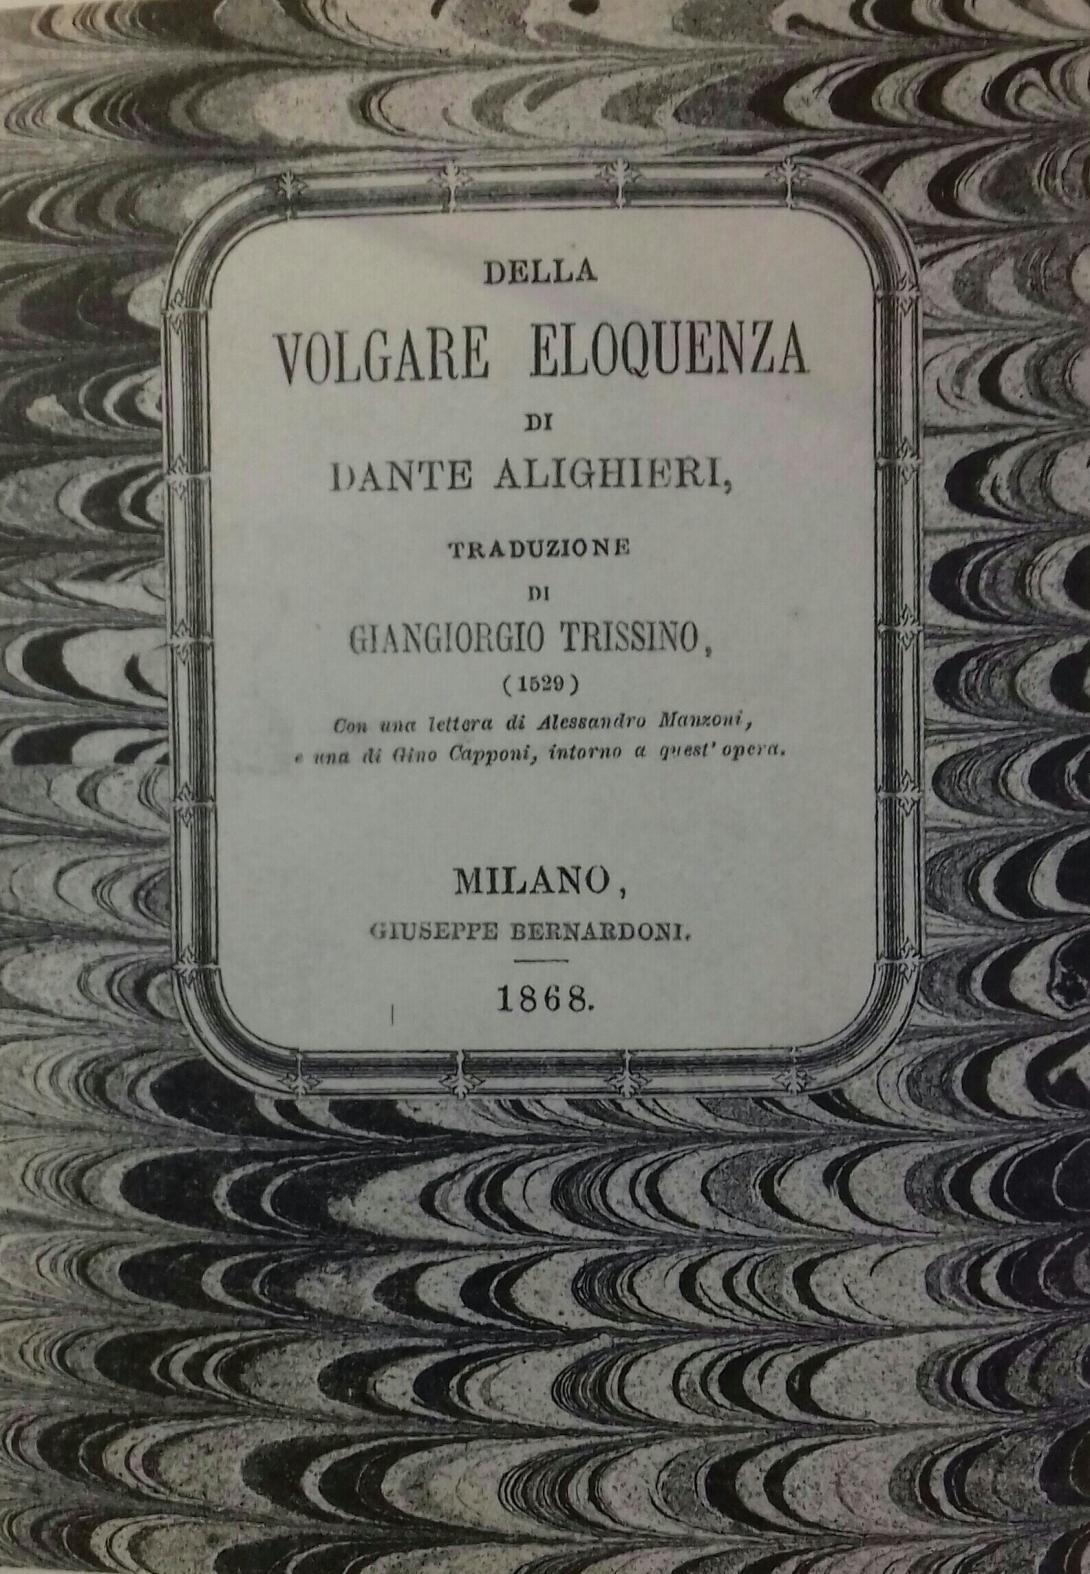 DELLA
VOLGARE ELOQUENZA
DI
DANTE ALIGHIERI,
TRADUZIONE
DI
GIANGIORGIO TRISSINO,
(1529)
Con una lettera di Alessandro Manzoni,
e una di Gino Capponi, intorno a quest' opera.
MILANO,
GIUSEPPE BERNARDONI.
1868.